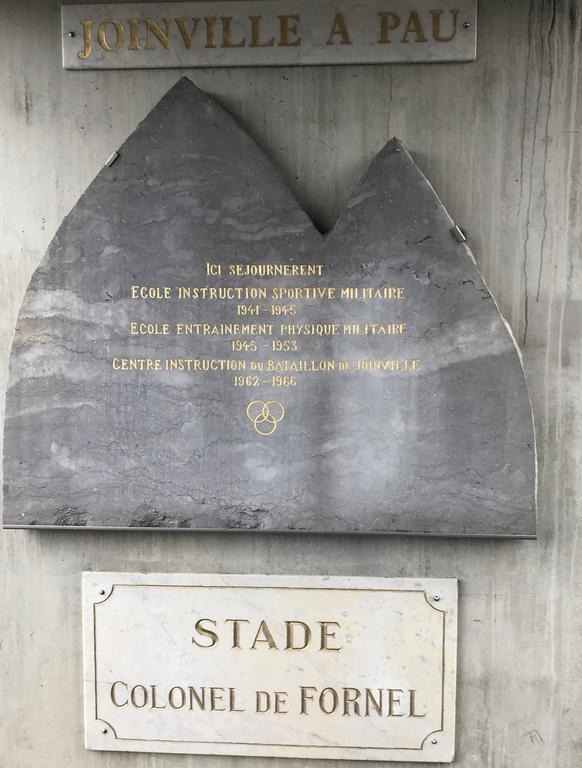 JOINVILLE A PAU
ICI SEJOURNERENT
ECOLE INSTRUCTION SPORTIVE MILITAIRE
1941 - 1945
ECOLE ENTRAINEMENT PHYSIQUE MILITAIRE
1945 - 1953
CENTRE INSTRUCTION DU BATAILLON DE JOINVILLE
1962 - 1966
STADE
COLONEL DE FORNEL